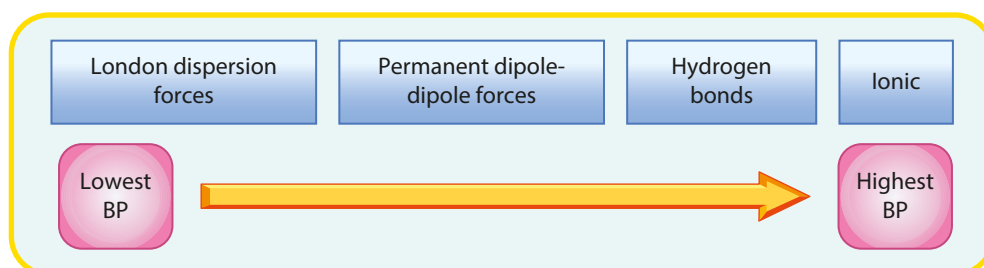 London dispersion
forces
Permanent dipole-
dipole forces
Hydrogen
bonds
Ionic
Lowest
BP
Highest
BP